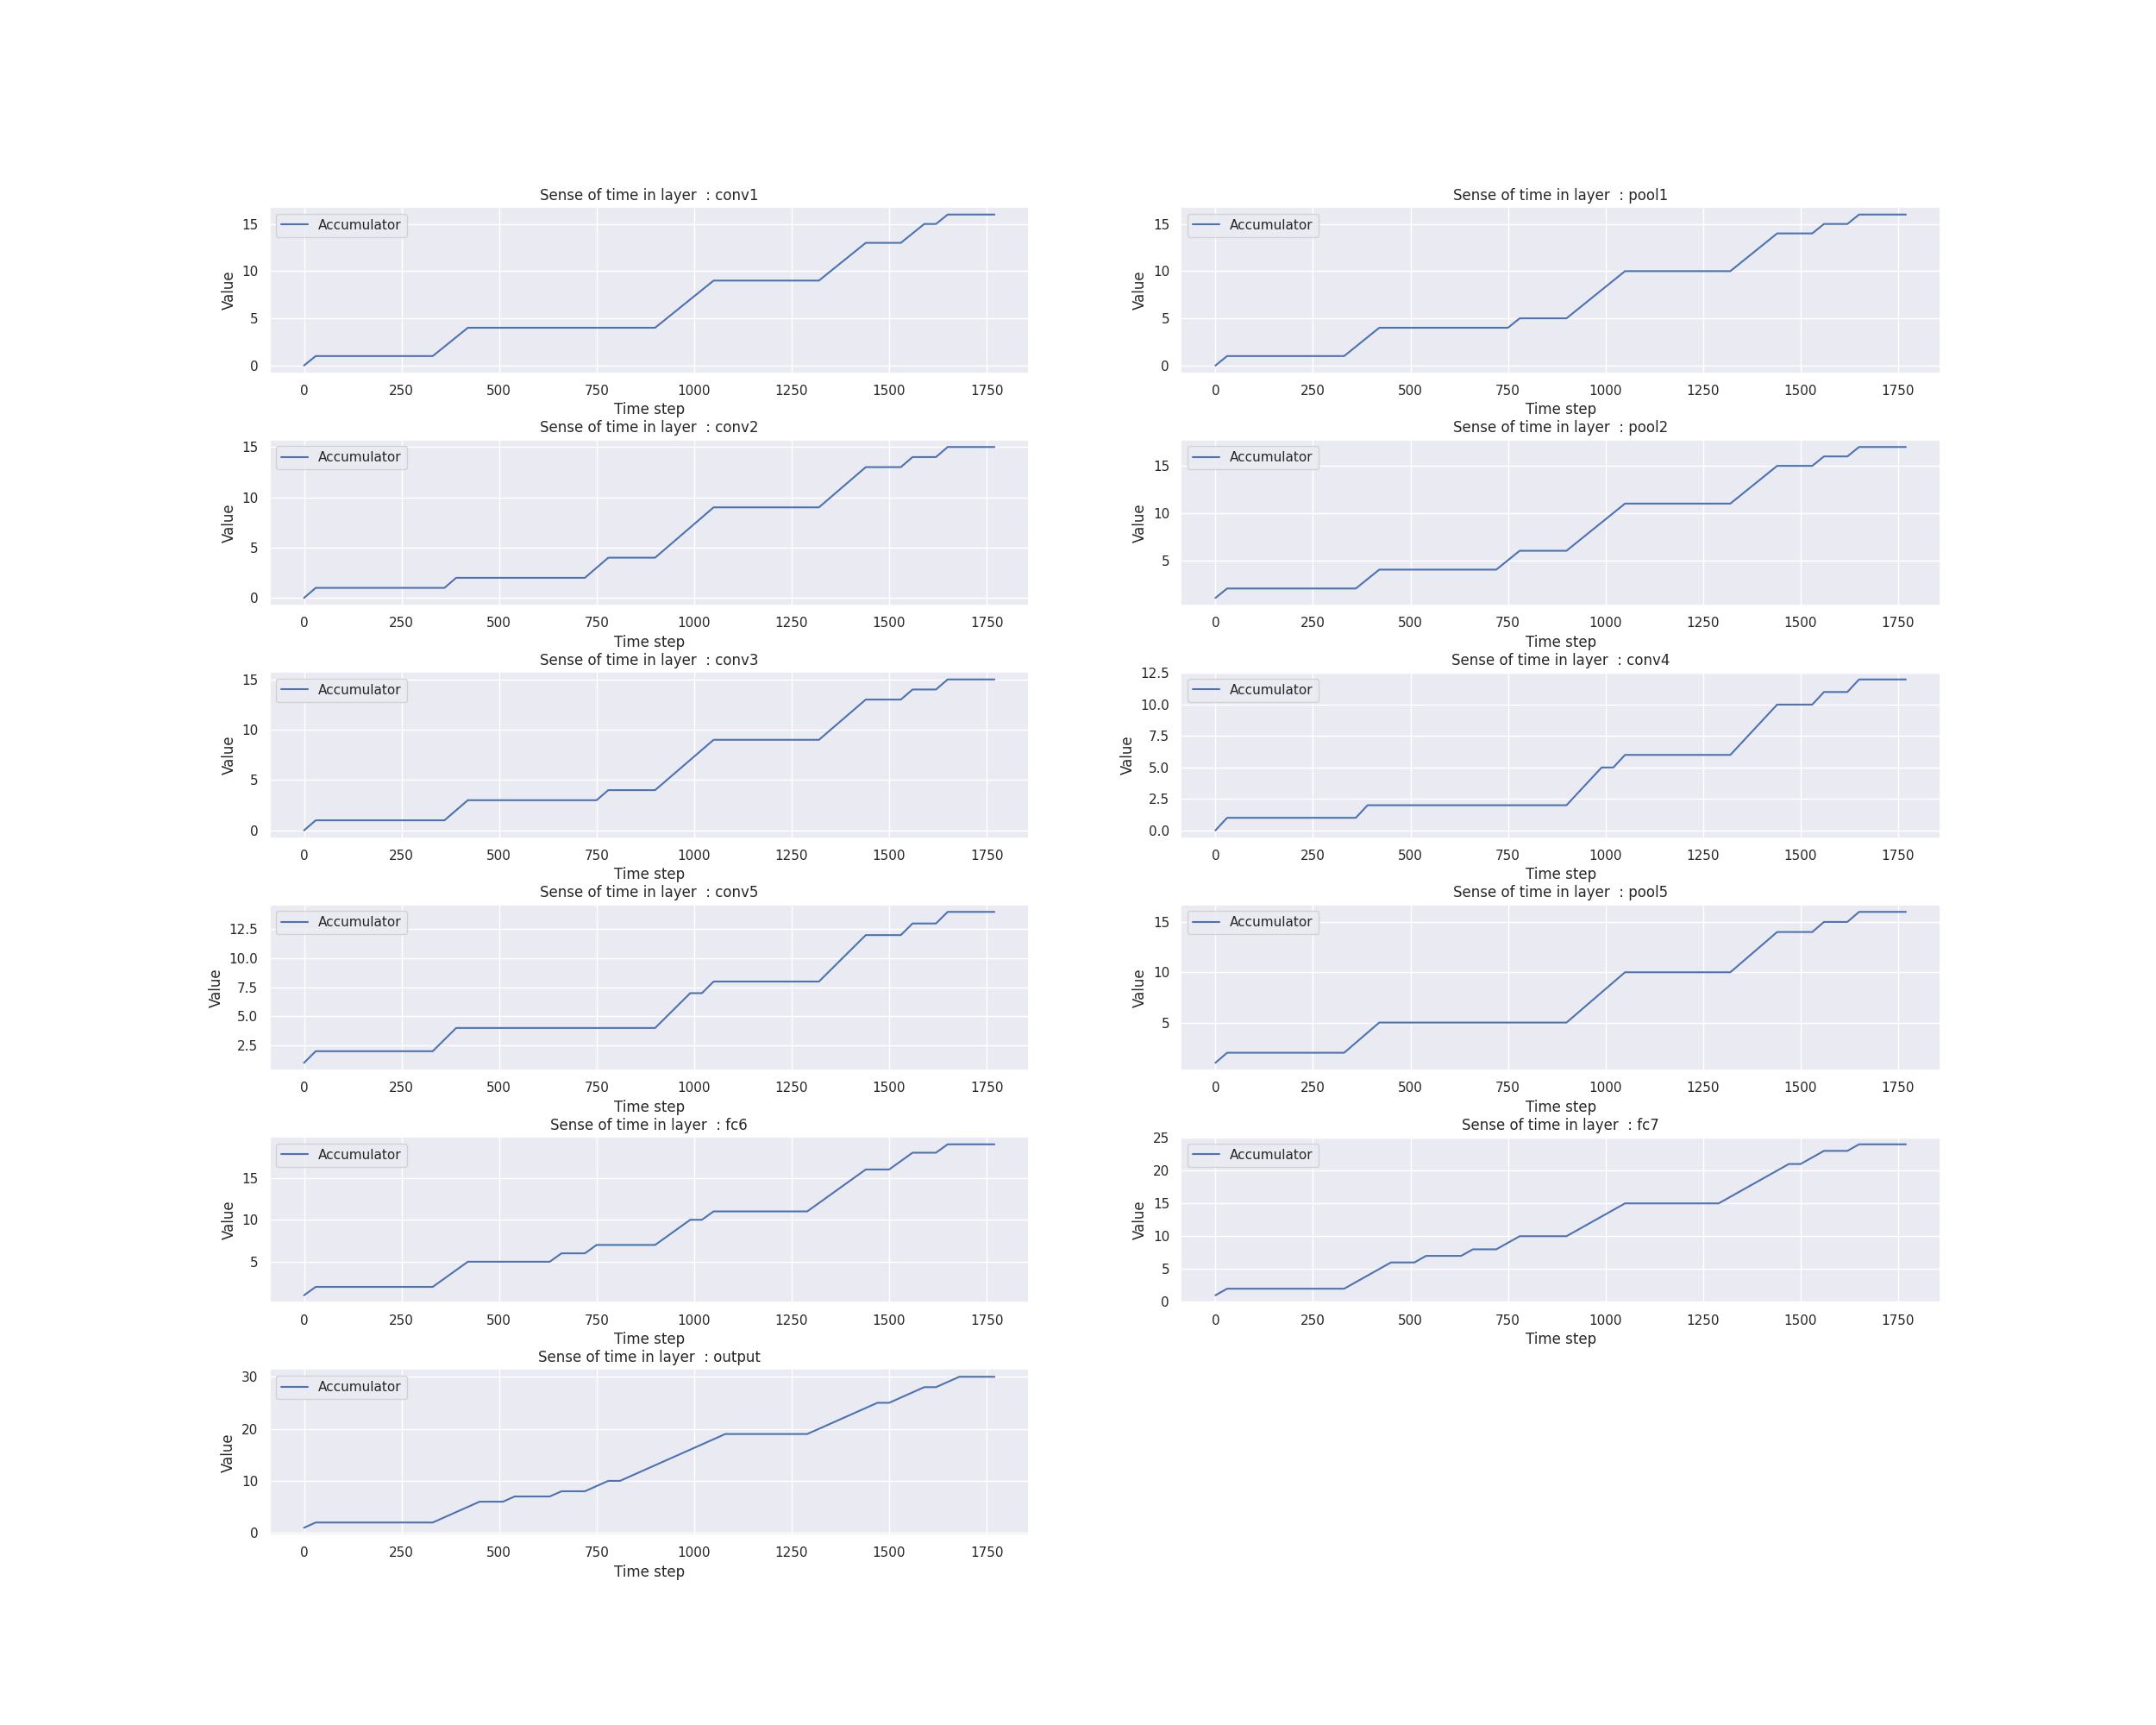 Sense of time in layer : conv1
Accumulator
Value
15
10
5
0
0 250 500 750 1000 1250 1500 1750
Time step
Sense of time in layer : pool1
Accumulator
Value
15
10
5
0
0 250 500 750 1000 1250 1500 1750
Time step
Sense of time in layer : conv2
Accumulator
Value
15
10
5
0
0 250 500 750 1000 1250 1500 1750
Time step
Sense of time in layer : pool2
Accumulator
Value
15
10
5
0 250 500 750 1000 1250 1500 1750
Time step
Sense of time in layer : conv3
Accumulator
Value
15
10
5
0
0 250 500 750 1000 1250 1500 1750
Time step
Sense of time in layer : conv4
Accumulator
Value
12.5
10.0
7.5
5.0
2.5
0.0
0 250 500 750 1000 1250 1500 1750
Time step
Sense of time in layer : conv5
Accumulator
Value
12.5
10.0
7.5
5.0
2.5
0 250 500 750 1000 1250 1500 1750
Time step
Sense of time in layer : pool5
Accumulator
Value
15
10
5
0 250 500 750 1000 1250 1500 1750
Time step
Sense of time in layer : fc6
Accumulator
Value
15
10
5
0 250 500 750 1000 1250 1500 1750
Time step
Sense of time in layer : fc7
Accumulator
Value
25
20
15
10
5
0
0 250 500 750 1000 1250 1500 1750
Time step
Sense of time in layer : output
Accumulator
Value
30
20
10
0
0 250 500 750 1000 1250 1500 1750
Time step